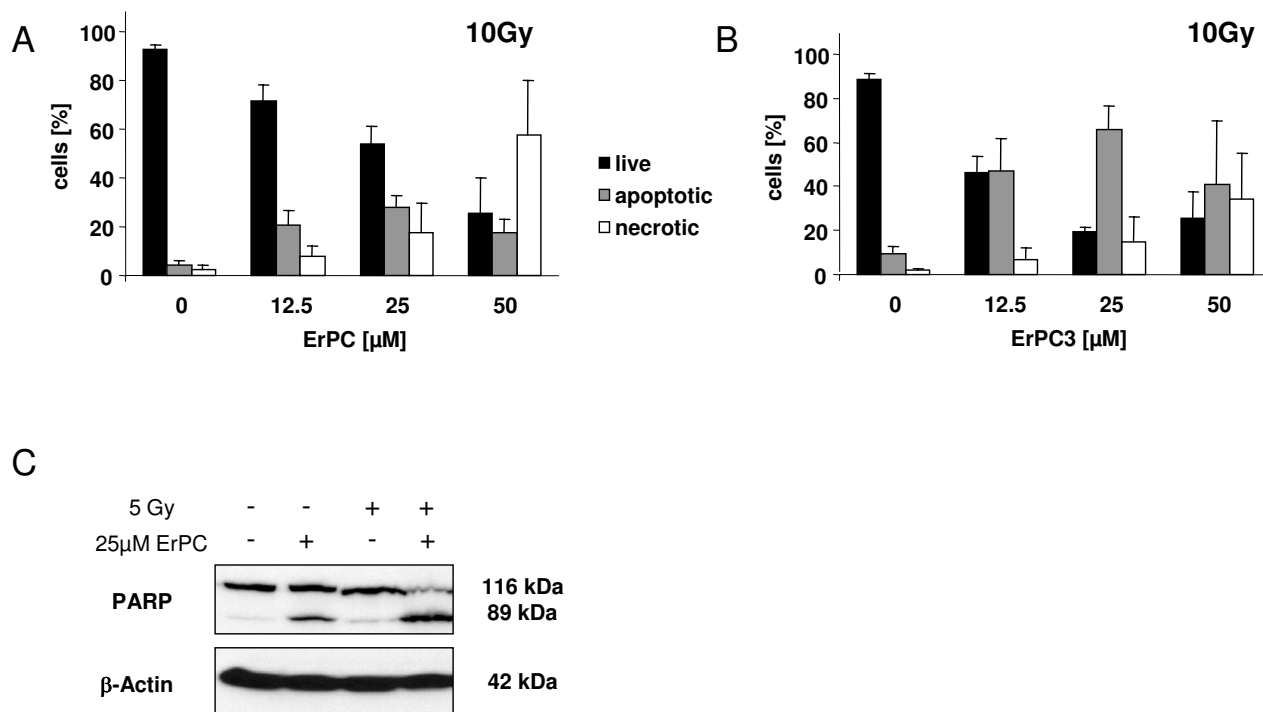 A
10Gy
100
80
60
40
20
0
cells [%]
0 12.5 25 50
ErPC [µM]
live
apoptotic
necrotic
B
10Gy
100
80
60
40
20
0
cells [%]
0 12.5 25 50
ErPC3 [µM]
C
5 Gy - - + +
25µM ErPC - + - +
PARP
116 kDa
89 kDa
β-Actin
42 kDa